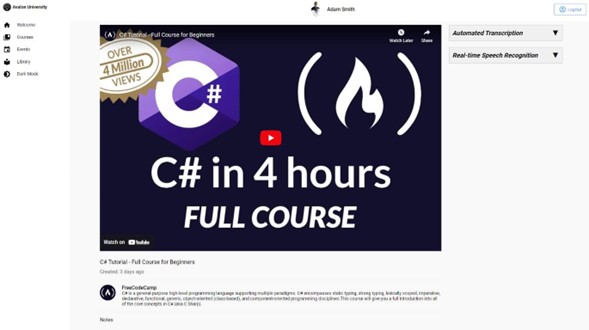 Avalon University
Adam Smith
Logout
Welcome
Courses
Events
Library
Dark Mode
C# Tutorial - Full Course for Beginners
Watch Later
Share
OVER
4 Million
VIEWS
C#
C# in 4 hours
FULL COURSE
Watch on YouTube
Automated Transcription
Real-time Speech Recognition
C# Tutorial - Full Course for Beginners
Created: 3 days ago
FreeCodeCamp
C# is a general purpose high-level programming language supporting multiple paradigms. C# encompasses static typing, strong typing, lexically scoped, imperative,
declarative, functional, generic, object-oriented (class-based), and component-oriented programming disciplines.This course will give you a full introduction into all
of the core concepts in C# (aka C Sharp).
Notes